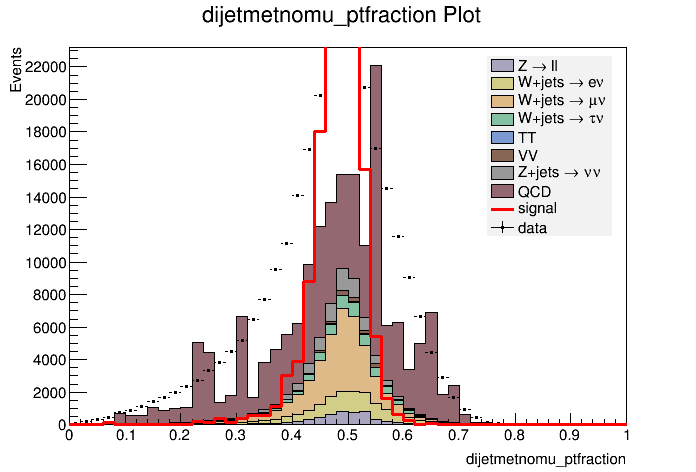 dijetmetnomu_ptfraction Plot
Events
22000
20000
18000
16000
14000
12000
10000
8000
6000
4000
2000
0
0 0.1 0.2 0.3 0.4 0.5 0.6 0.7 0.8 0.9 1
dijetmetnomu_ptfraction
Z → ll
W+jets → eν
W+jets → μν
W+jets → τν
TT
VV
Z+jets → νν
QCD
signal
data